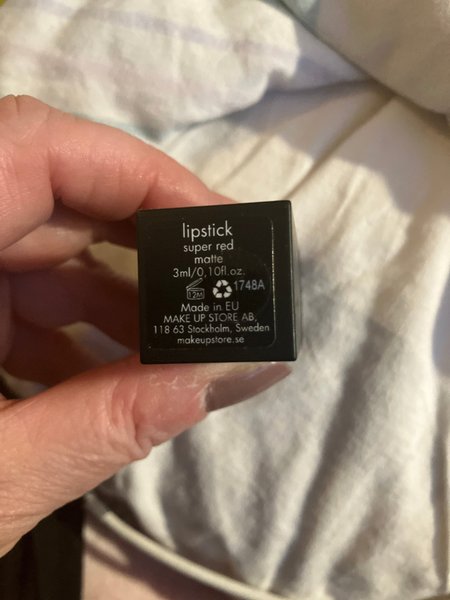 lipstick
super red
matte
3ml/0,10fl.oz.
12M 1748A
Made in EU
MAKE UP STORE AB,
118 63 Stockholm, Sweden
makeupstore.se